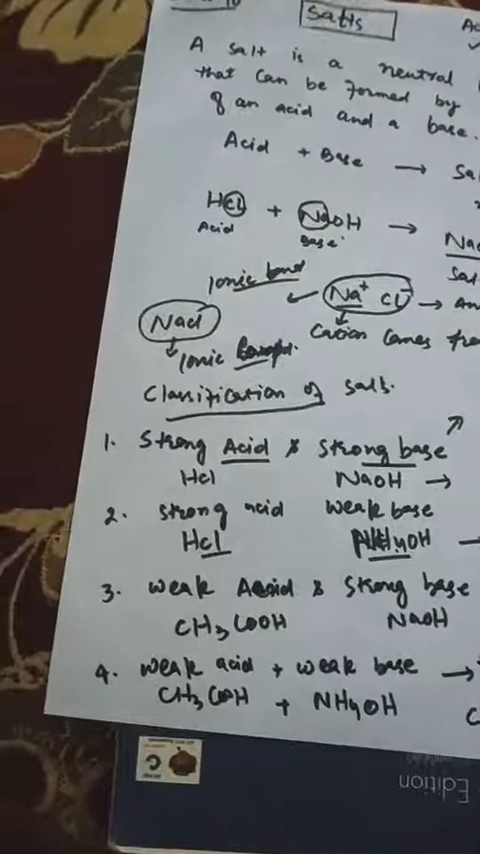 Salts
A salt is a neutral
that can be formed by
of an acid and a base.
Acid + Base → Sa
HCl + NaOH →
Acid Base
Ionic bond Na+ Cl- → An
NaCl
Cation comes fro
Ionic
Classification of Salts.
1. Strong Acid & Strong base
HCl NaOH →
2. Strong acid weak base
HCl NH4OH
3. weak Acid & Strong base
CH3COOH NaOH
4. weak acid + weak base →
CH3COOH + NH4OH C
Edition